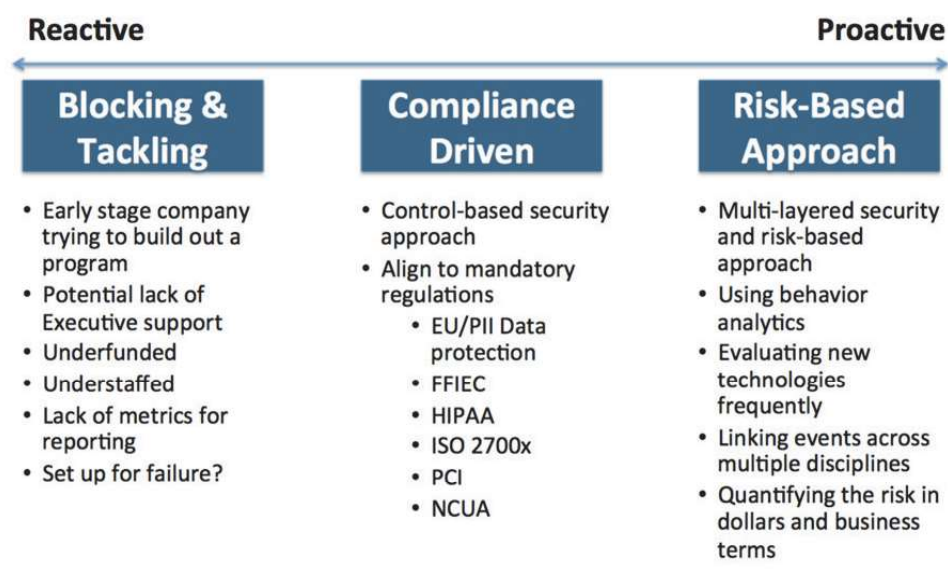 Reactive
Proactive
Blocking &
Tackling
• Early stage company
trying to build out a
program
• Potential lack of
Executive support
• Underfunded
• Understaffed
• Lack of metrics for
reporting
• Set up for failure?
Compliance
Driven
• Control-based security
approach
• Align to mandatory
regulations
• EU/PII Data
protection
• FFIEC
• HIPAA
• ISO 2700x
• PCI
• NCUA
Risk-Based
Approach
• Multi-layered security
and risk-based
approach
• Using behavior
analytics
• Evaluating new
technologies
frequently
• Linking events across
multiple disciplines
• Quantifying the risk in
dollars and business
terms